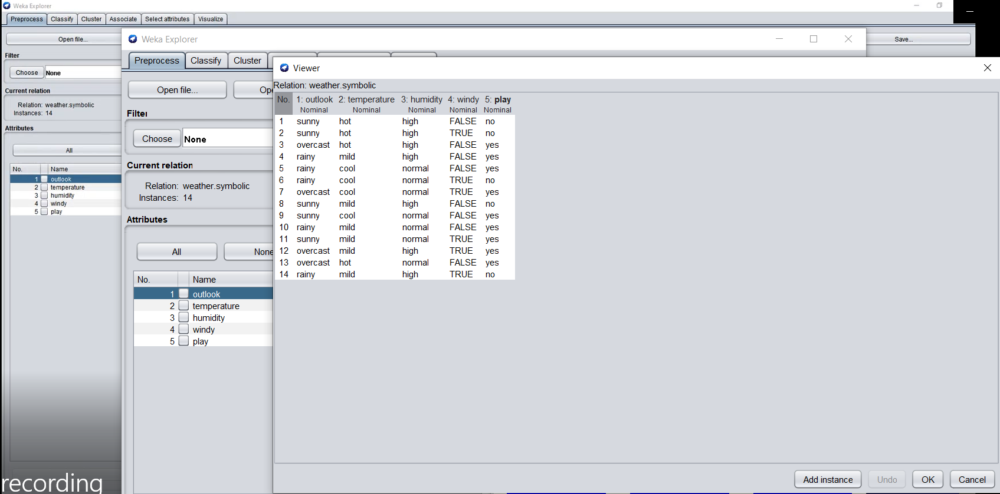 Weka Explorer
Preprocess Classify Cluster Associate Select attributes Visualize
Open file...
Save...
Filter
Choose None
Current relation
Relation: weather.symbolic
Instances: 14
Attributes
All
No. Name
1 outlook
2 temperature
3 humidity
4 windy
5 play
recording
Weka Explorer
Preprocess Classify Cluster
Open file...
Filter
Choose None
Current relation
Relation: weather.symbolic
Instances: 14
Attributes
All None
No. Name
1 outlook
2 temperature
3 humidity
4 windy
5 play
Viewer
Relation: weather.symbolic
No. 1: outlook 2: temperature 3: humidity 4: windy 5: play
Nominal Nominal Nominal Nominal Nominal
1 sunny hot high FALSE no
2 sunny hot high TRUE no
3 overcast hot high FALSE yes
4 rainy mild high FALSE yes
5 rainy cool normal FALSE yes
6 rainy cool normal TRUE no
7 overcast cool normal TRUE yes
8 sunny mild high FALSE no
9 sunny cool normal FALSE yes
10 rainy mild normal FALSE yes
11 sunny mild normal TRUE yes
12 overcast mild high TRUE yes
13 overcast hot normal FALSE yes
14 rainy mild high TRUE no
Add instance Undo OK Cancel